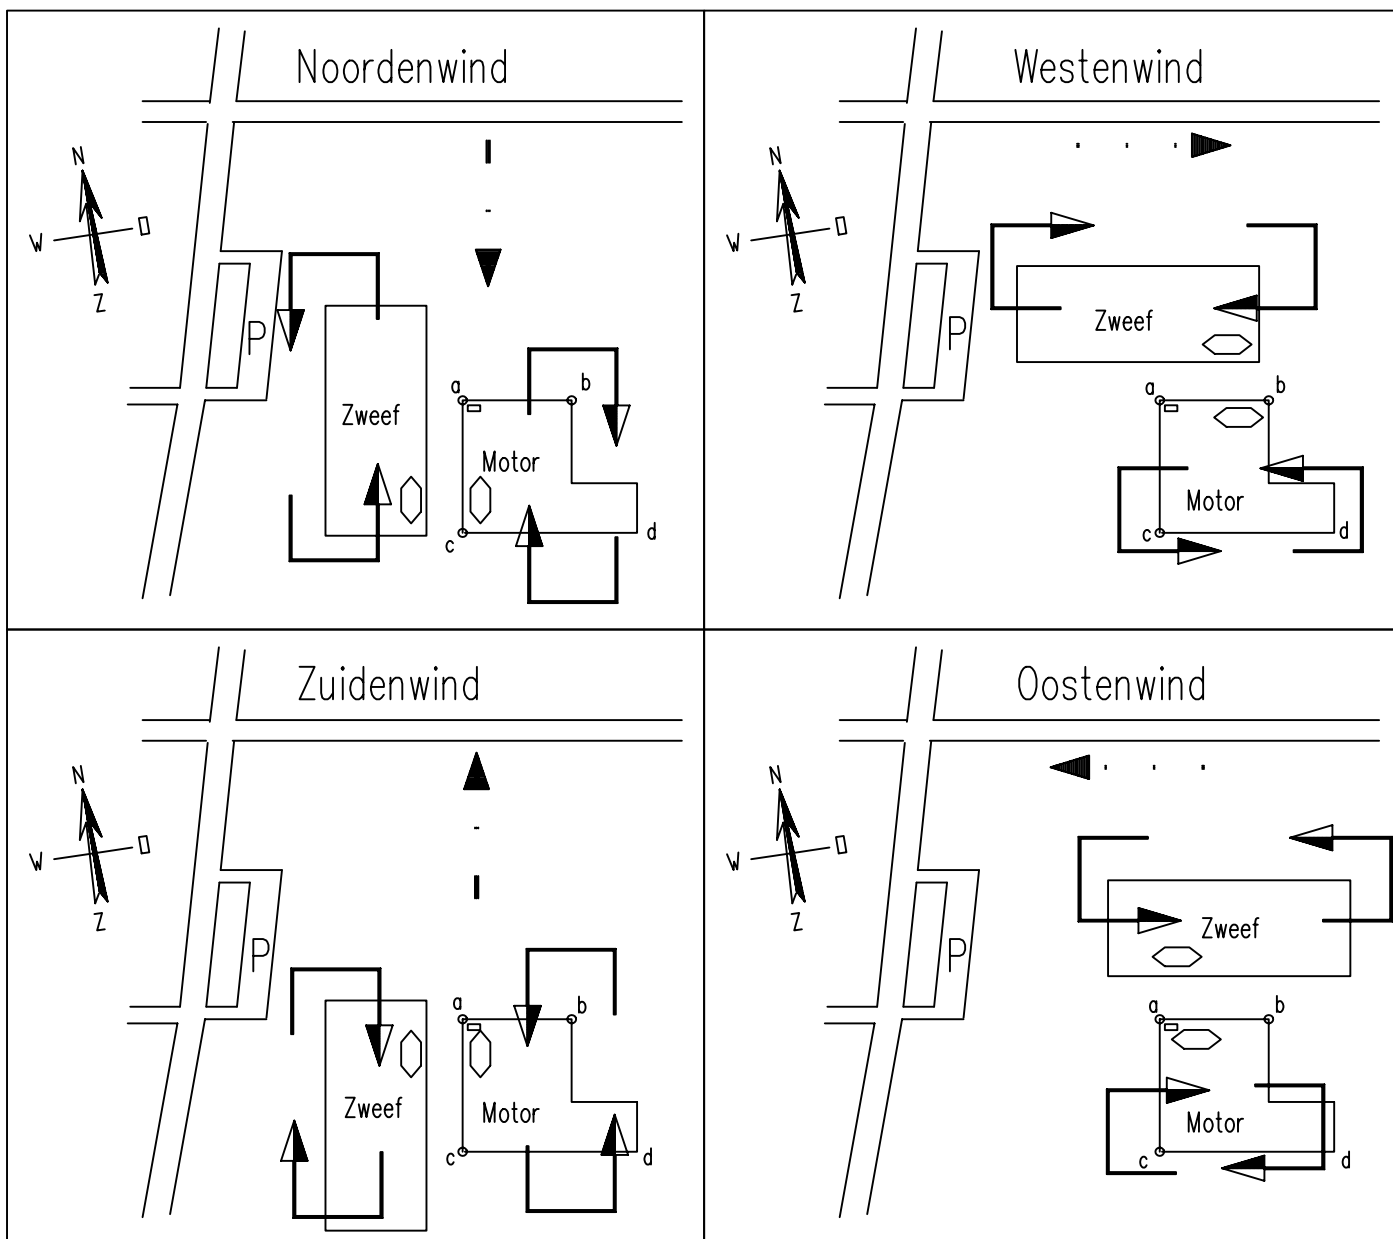 Noordenwind
N
W O
Z
P
a b
Zweef
Motor
c d
Westenwind
N
W O
Z
P
Zweef
a b
Motor
c d
Zuidenwind
N
W O
Z
P
a b
Zweef
Motor
c d
Oostenwind
N
W O
Z
P
Zweef
a b
Motor
c d